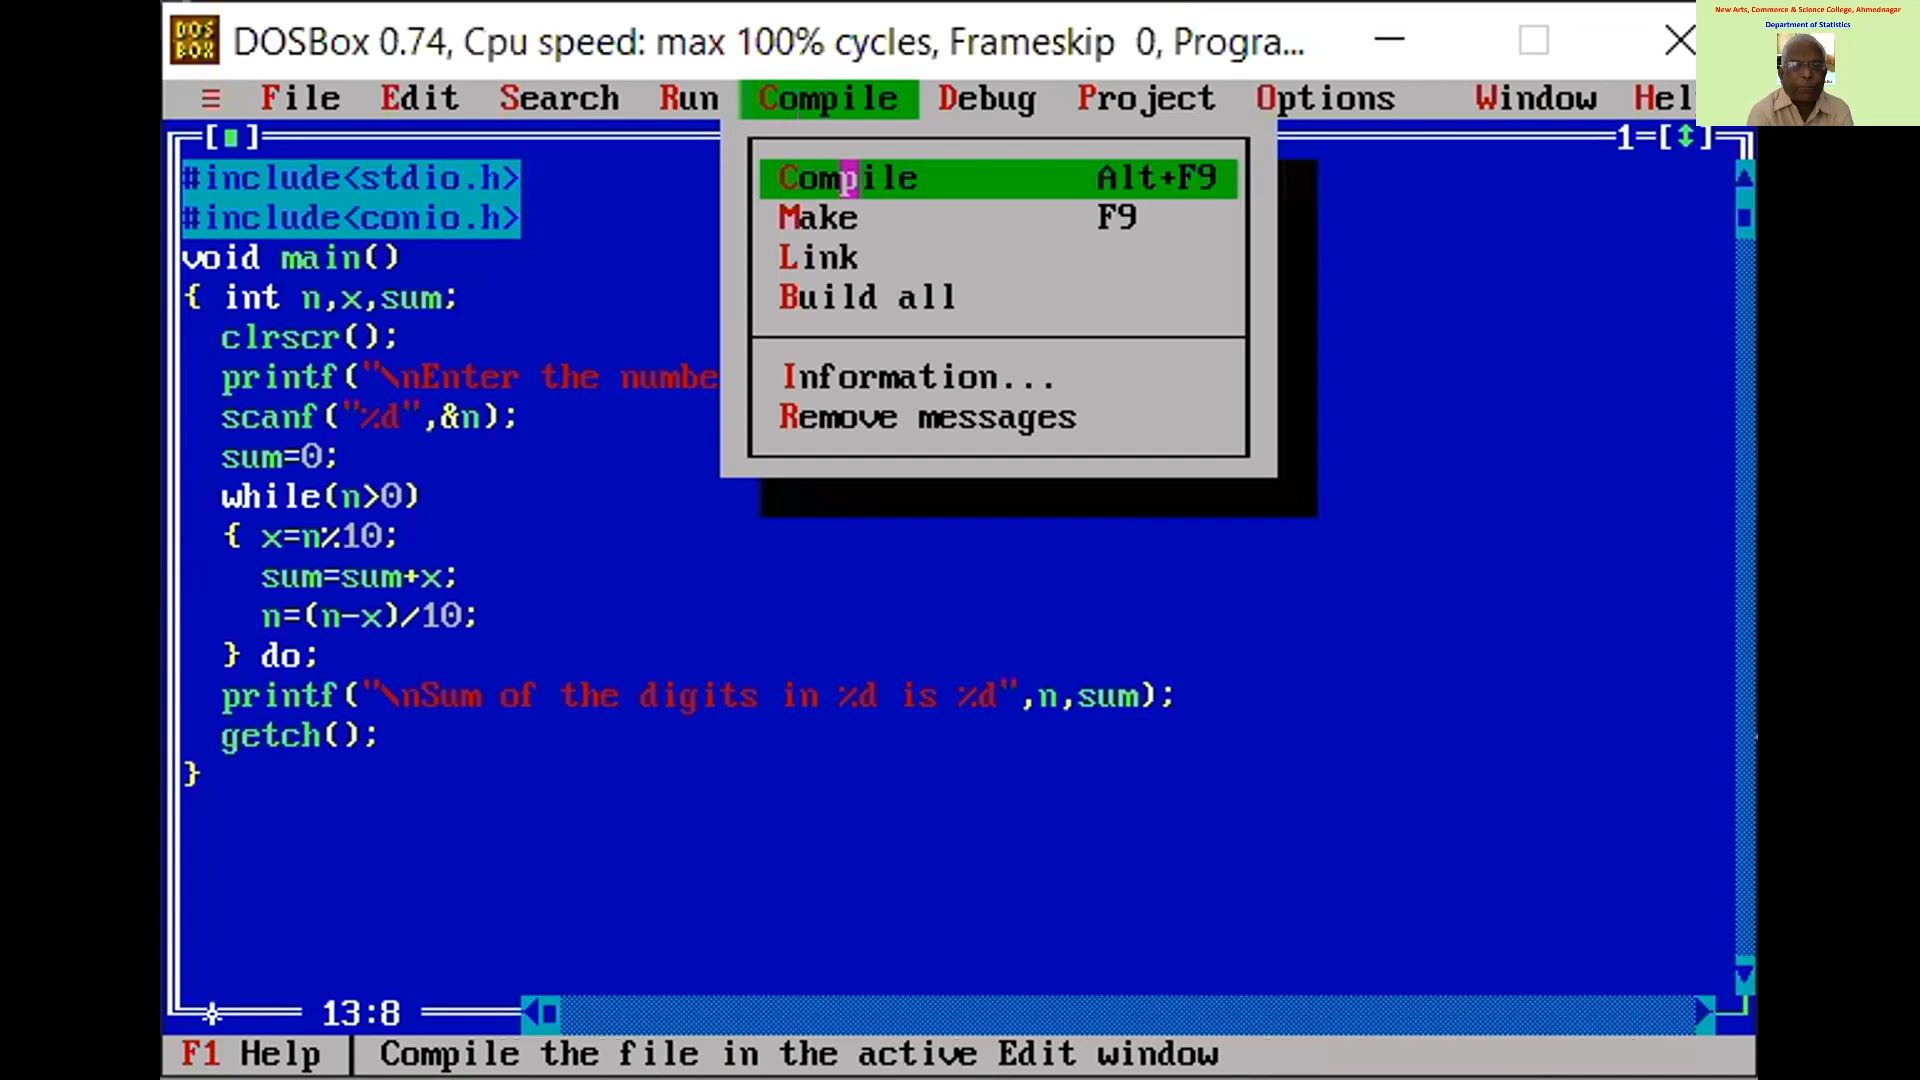 DOSBox 0.74, Cpu speed: max 100% cycles, Frameskip 0, Progra...
New Arts, Commerce & Science College, Ahmednagar
Department of Statistics
≡ File Edit Search Run Compile Debug Project Options Window Hel
1
#include<stdio.h>
#include<conio.h>
void main()
{ int n,x,sum;
clrscr();
printf("\nEnter the numbe
scanf("%d",&n);
sum=0;
while(n>0)
{ x=n%10;
sum=sum+x;
n=(n-x)/10;
} do;
printf("\nSum of the digits in %d is %d",n,sum);
getch();
}
Compile Alt+F9
Make F9
Link
Build all
Information...
Remove messages
13:8
F1 Help | Compile the file in the active Edit window